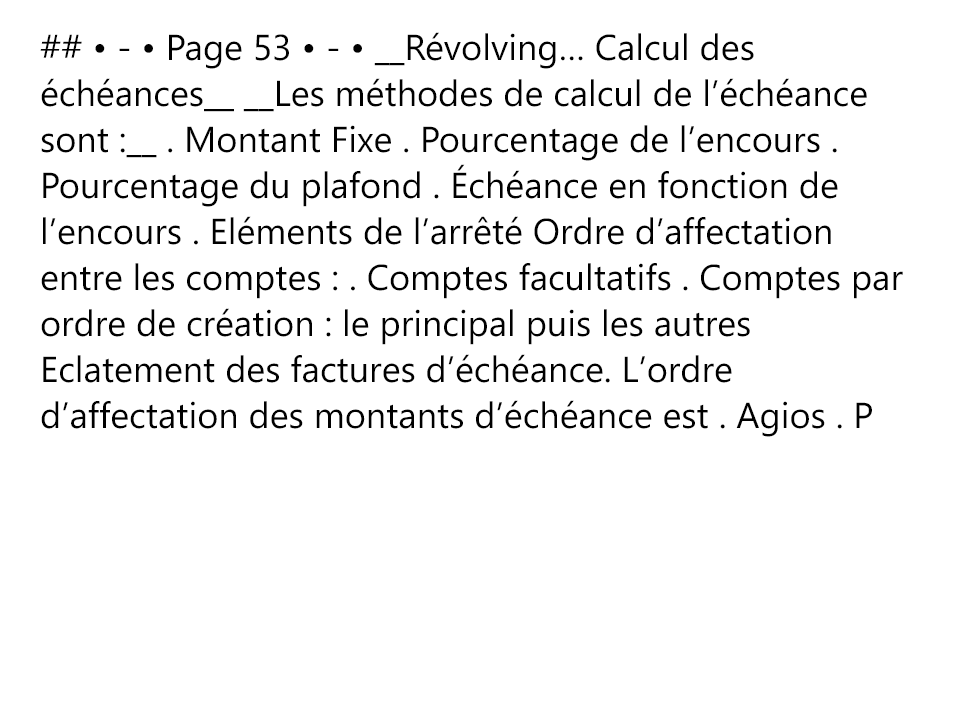 ## • - • Page 53 • - • __Révolving… Calcul des
échéances__ __Les méthodes de calcul de l’échéance
sont :__ . Montant Fixe . Pourcentage de l’encours .
Pourcentage du plafond . Échéance en fonction de
l’encours . Eléments de l’arrêté Ordre d’affectation
entre les comptes : . Comptes facultatifs . Comptes par
ordre de création : le principal puis les autres
Eclatement des factures d’échéance. L’ordre
d’affectation des montants d’échéance est . Agios . P